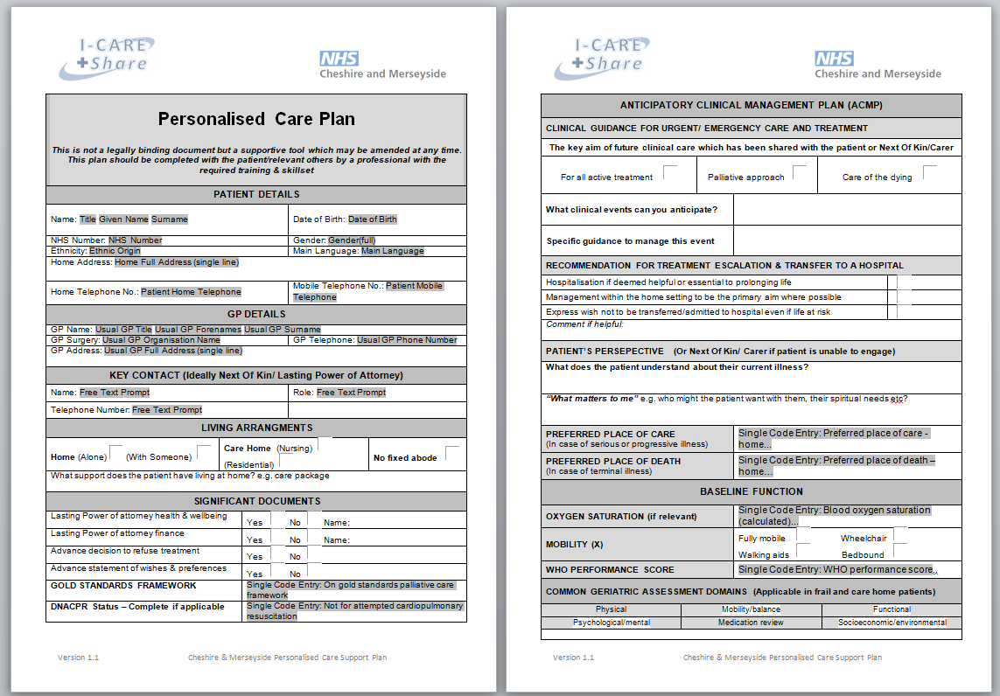 I-CARE
+Share
NHS
Cheshire and Merseyside
Personalised Care Plan
This is not a legally binding document but a supportive tool which may be amended at any time.
This plan should be completed with the patient/relevant others by a professional with the
required training & skillset
PATIENT DETAILS
Name: Title Given Name Surname
Date of Birth: Date of Birth
NHS Number: NHS Number
Gender: Gender(full)
Ethnicity: Ethnic Origin
Main Language: Main Language
Home Address: Home Full Address (single line)
Home Telephone No.: Patient Home Telephone
Mobile Telephone No.: Patient Mobile
Telephone
GP DETAILS
GP Name: Usual GP Title Usual GP Forenames Usual GP Surname
GP Surgery: Usual GP Organisation Name
GP Telephone: Usual GP Phone Number
GP Address: Usual GP Full Address (single line)
KEY CONTACT (Ideally Next Of Kin/ Lasting Power of Attorney)
Name: Free Text Prompt
Role: Free Text Prompt
Telephone Number: Free Text Prompt
LIVING ARRANGMENTS
Home (Alone) (With Someone)
Care Home (Nursing)
(Residential)
No fixed abode
What support does the patient have living at home? e.g. care package
SIGNIFICANT DOCUMENTS
Lasting Power of attorney health & wellbeing
Yes No Name:
Lasting Power of attorney finance
Yes No Name:
Advance decision to refuse treatment
Yes No
Advance statement of wishes & preferences
Yes No
GOLD STANDARDS FRAMEWORK
Single Code Entry: On gold standards palliative care
framework
DNACPR Status – Complete if applicable
Single Code Entry: Not for attempted cardiopulmonary
resuscitation
Version 1.1
Cheshire & Merseyside Personalised Care Support Plan
I-CARE
+Share
NHS
Cheshire and Merseyside
ANTICIPATORY CLINICAL MANAGEMENT PLAN (ACMP)
CLINICAL GUIDANCE FOR URGENT/ EMERGENCY CARE AND TREATMENT
The key aim of future clinical care which has been shared with the patient or Next Of Kin/Carer
For all active treatment
Palliative approach
Care of the dying
What clinical events can you anticipate?
Specific guidance to manage this event
RECOMMENDATION FOR TREATMENT ESCALATION & TRANSFER TO A HOSPITAL
Hospitalisation if deemed helpful or essential to prolonging life
Management within the home setting to be the primary aim where possible
Express wish not to be transferred/admitted to hospital even if life at risk
Comment if helpful:
PATIENT'S PERSEPECTIVE (Or Next Of Kin/ Carer if patient is unable to engage)
What does the patient understand about their current illness?
“What matters to me” e.g. who might the patient want with them, their spiritual needs etc?
PREFERRED PLACE OF CARE
(In case of serious or progressive illness)
Single Code Entry: Preferred place of care -
home...
PREFERRED PLACE OF DEATH
(In case of terminal illness)
Single Code Entry: Preferred place of death –
home...
BASELINE FUNCTION
OXYGEN SATURATION (if relevant)
Single Code Entry: Blood oxygen saturation
(calculated)...
MOBILITY (X)
Fully mobile Wheelchair
Walking aids Bedbound
WHO PERFORMANCE SCORE
Single Code Entry: WHO performance score..
COMMON GERIATRIC ASSESSMENT DOMAINS (Applicable in frail and care home patients)
Physical
Mobility/balance
Functional
Psychological/mental
Medication review
Socioeconomic/environmental
Version 1.1
Cheshire & Merseyside Personalised Care Support Plan